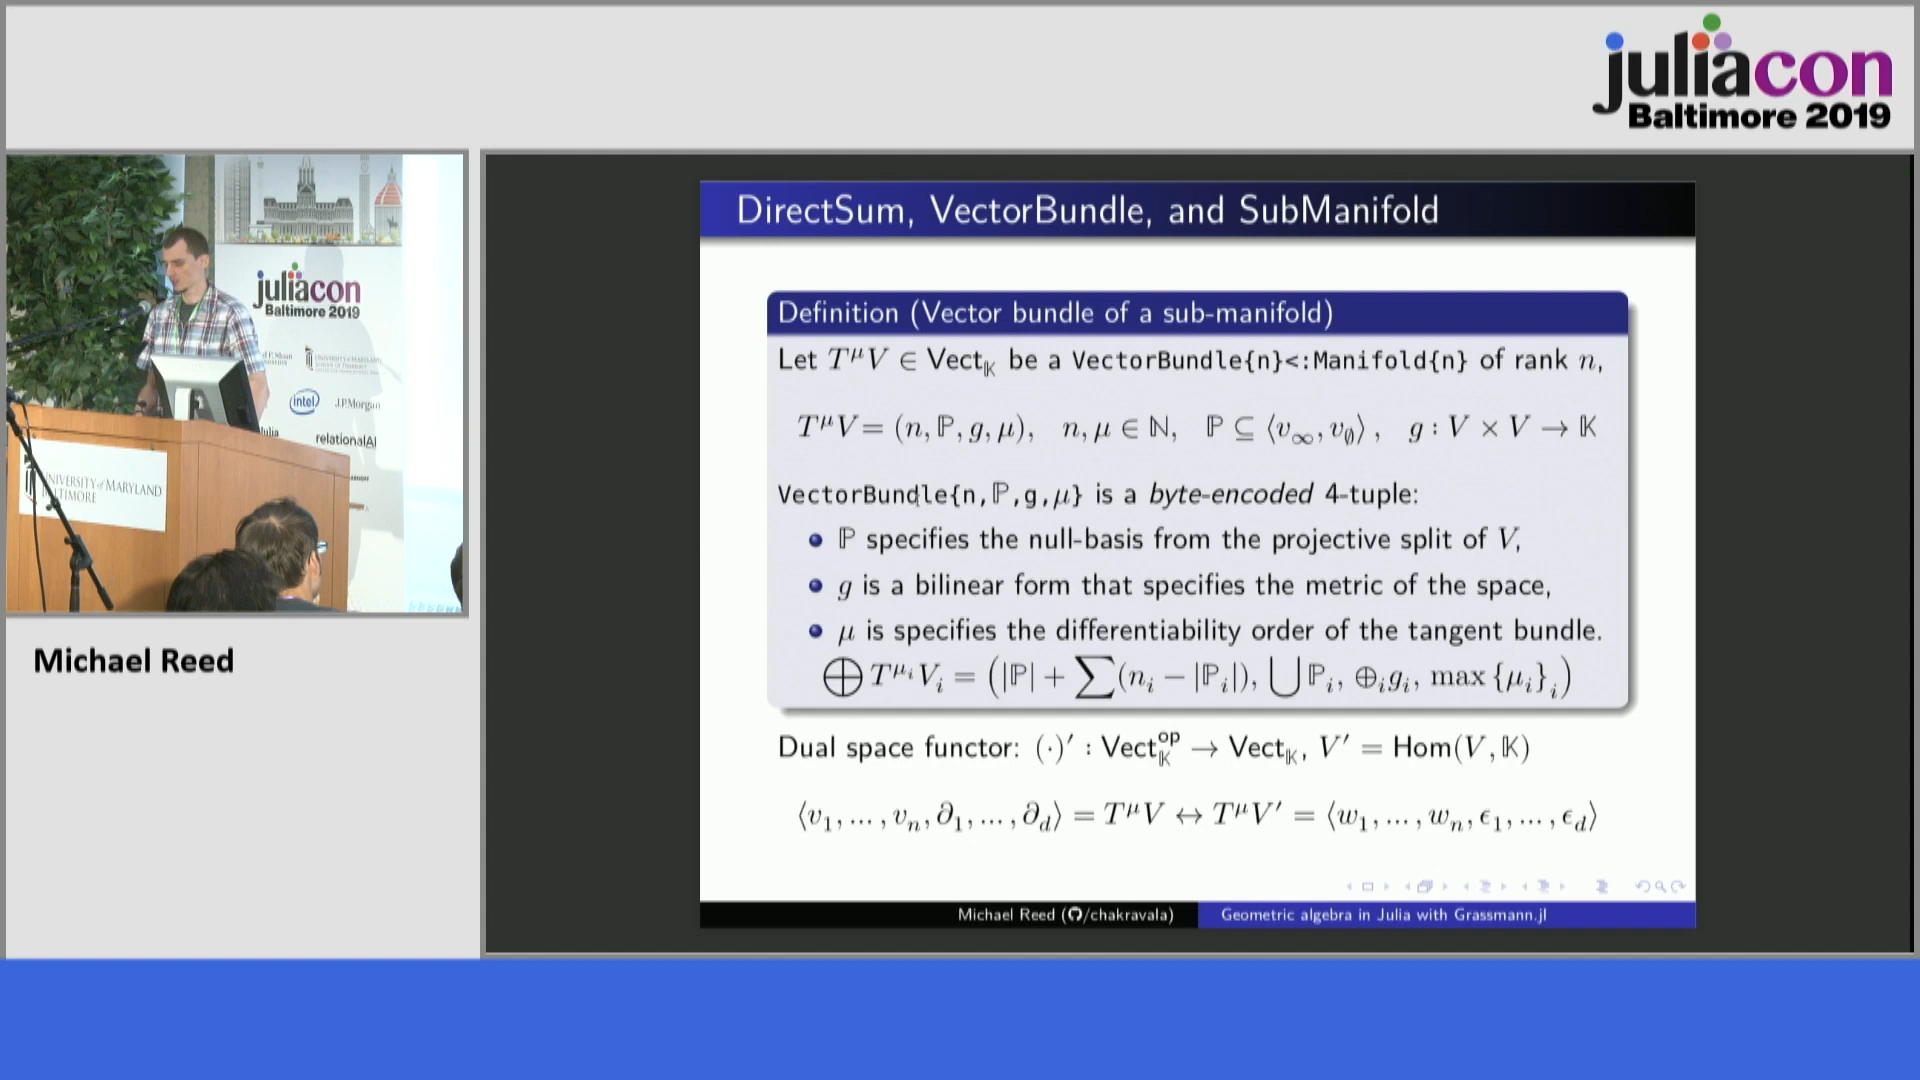 juliacon
Baltimore 2019
DirectSum, VectorBundle, and SubManifold
Definition (Vector bundle of a sub-manifold)
Let TᵘV ∈ Vect𝕂 be a VectorBundle{n}<:Manifold{n} of rank n,
T^μV = (n, ℙ, g, μ), n, μ ∈ ℕ, ℙ ⊆ ⟨v_∞, v_∅⟩, g : V × V → 𝕂
VectorBundle{n,ℙ,g,μ} is a byte-encoded 4-tuple:
ℙ specifies the null-basis from the projective split of V,
g is a bilinear form that specifies the metric of the space,
μ is specifies the differentiability order of the tangent bundle.
⊕ T^{μ_i}V_i = (|ℙ| + ∑(n_i − |ℙ_i|), ⋃ℙ_i, ⊕_i g_i, max{μ_i}_i)
Dual space functor: (·)′ : Vect_𝕂^op → Vect_𝕂, V′ = Hom(V, 𝕂)
⟨v_1, ..., v_n, ∂_1, ..., ∂_d⟩ = T^μV ↔ T^μV′ = ⟨w_1, ..., w_n, ϵ_1, ..., ϵ_d⟩
Michael Reed (/chakravala)
Geometric algebra in Julia with Grassmann.jl
juliacon
Baltimore 2019
intel
J.P.Morgan
relationalAI
UNIVERSITY of MARYLAND
BALTIMORE
Michael Reed